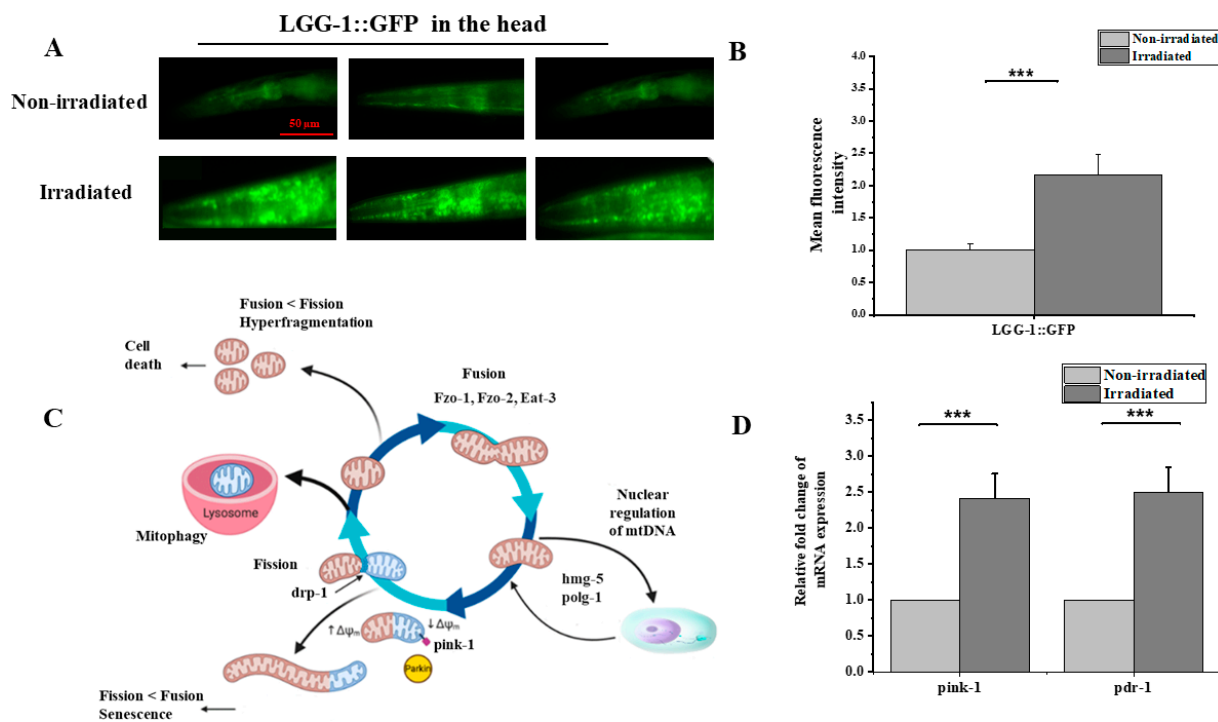 A
LGG-1::GFP in the head
Non-irradiated
50 µm
Irradiated
B
Non-irradiated
Irradiated
***
4.0
3.5
3.0
2.5
2.0
1.5
1.0
0.5
0.0
Mean fluorescence
intensity
LGG-1::GFP
C
Fusion < Fission
Hyperfragmentation
Cell
death
Fusion
Fzo-1, Fzo-2, Eat-3
Lysosome
Mitophagy
Nuclear
regulation
of mtDNA
hmg-5
polg-1
Fission
drp-1
↑Δψm
↓Δψm
pink-1
Parkin
Fission < Fusion
Senescence
D
Non-irradiated
Irradiated
***
***
3.5
3.0
2.5
2.0
1.5
1.0
0.5
0.0
Relative fold change of
mRNA expression
pink-1
pdr-1